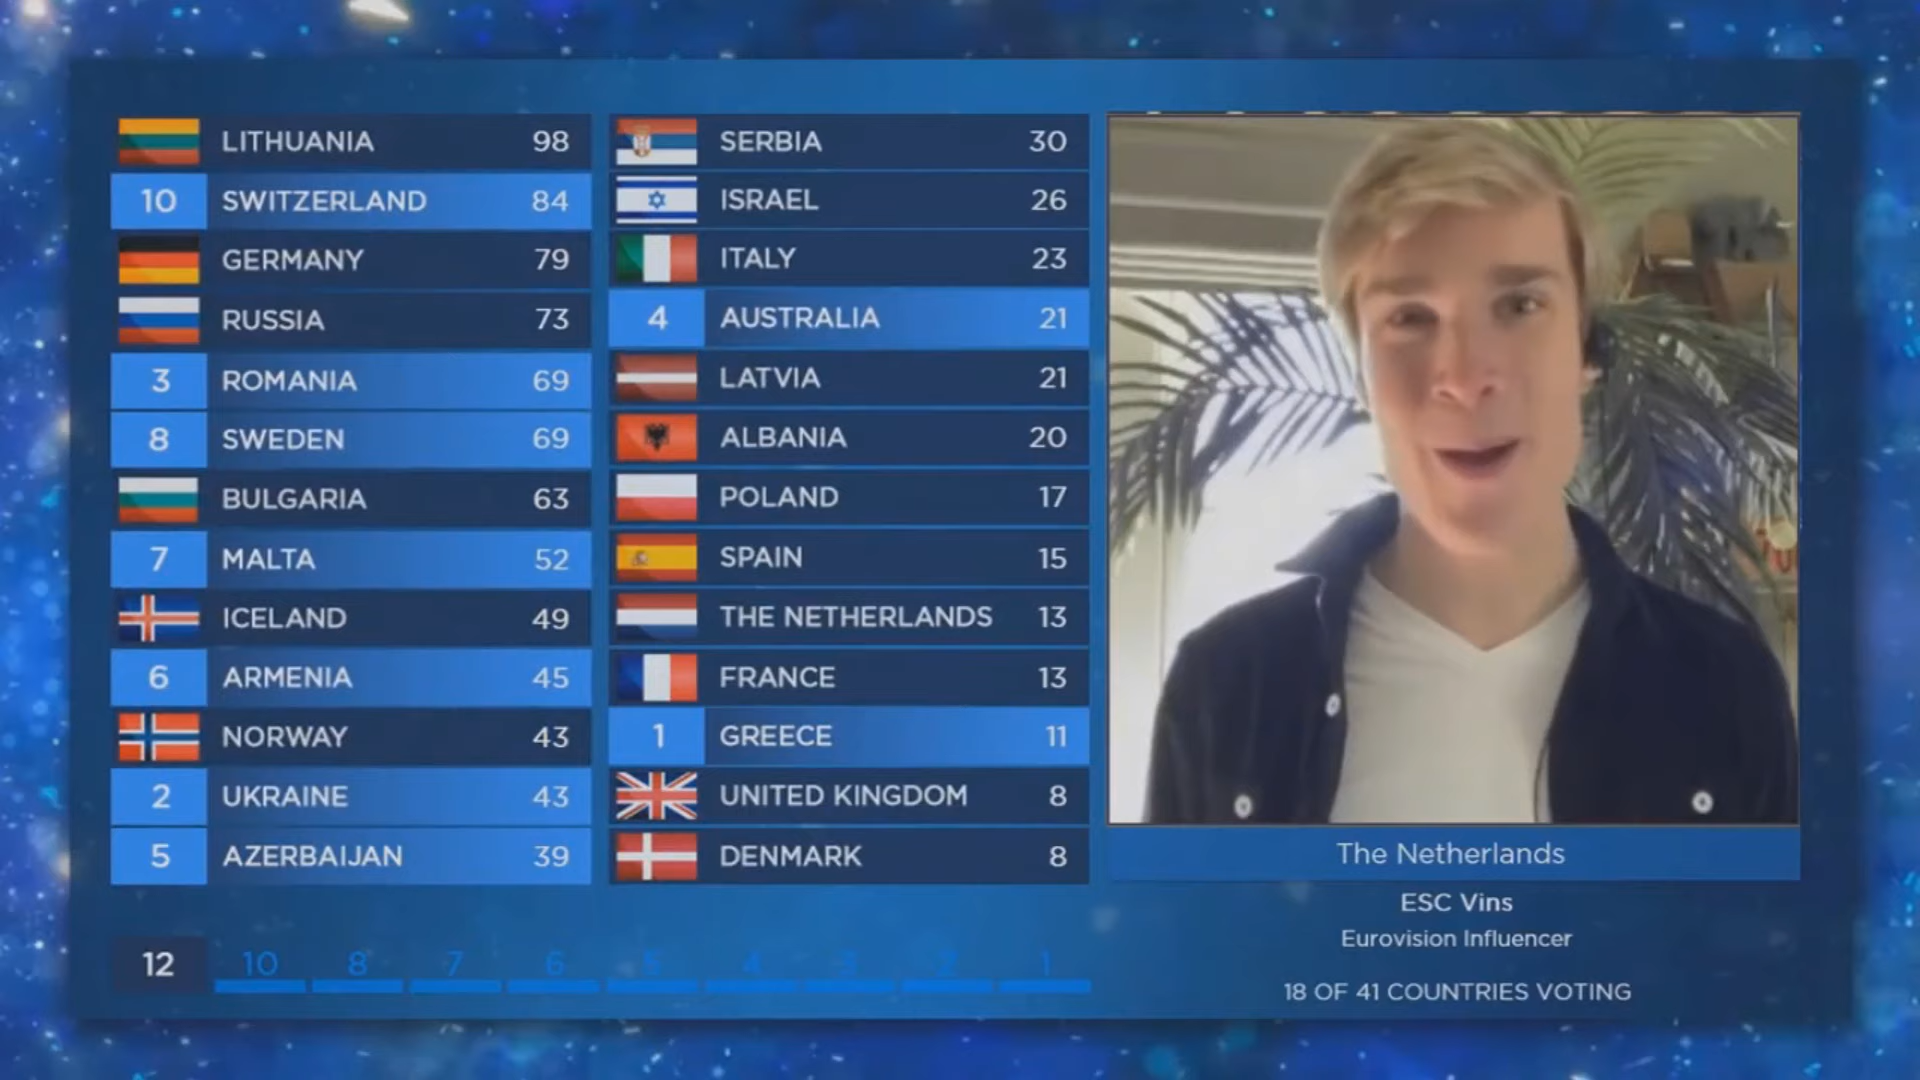 LITHUANIA 98
10 SWITZERLAND 84
GERMANY 79
RUSSIA 73
3 ROMANIA 69
8 SWEDEN 69
BULGARIA 63
7 MALTA 52
ICELAND 49
6 ARMENIA 45
NORWAY 43
2 UKRAINE 43
5 AZERBAIJAN 39
SERBIA 30
ISRAEL 26
ITALY 23
4 AUSTRALIA 21
LATVIA 21
ALBANIA 20
POLAND 17
SPAIN 15
THE NETHERLANDS 13
FRANCE 13
1 GREECE 11
UNITED KINGDOM 8
DENMARK 8
12 10 8 7 6 5 4 3 2 1
The Netherlands
ESC Vins
Eurovision Influencer
18 OF 41 COUNTRIES VOTING